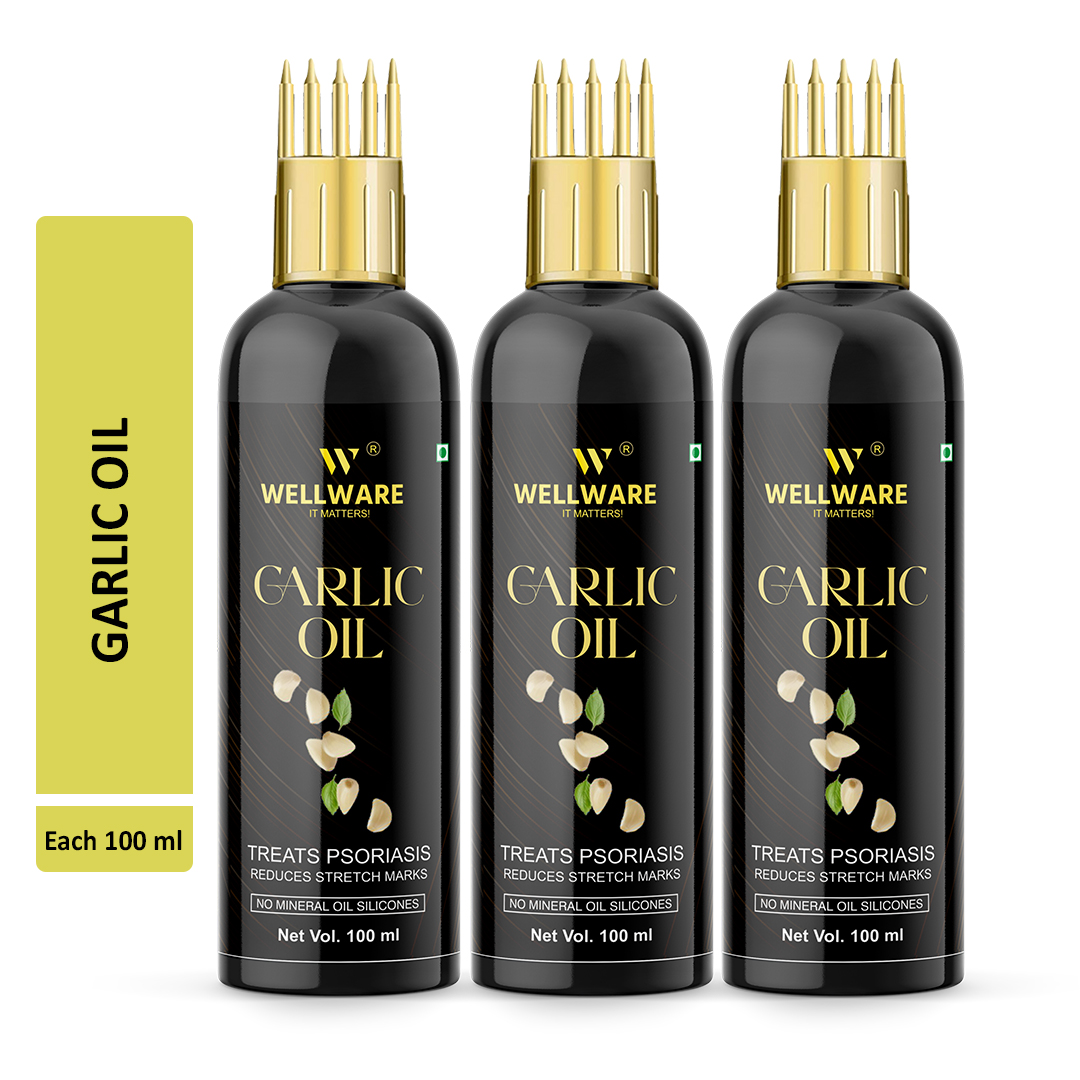 GARLIC OIL
Each 100 ml
W ®
WELLWARE
IT MATTERS!
GARLIC
OIL
TREATS PSORIASIS
REDUCES STRETCH MARKS
NO MINERAL OIL SILICONES
Net Vol. 100 ml
W ®
WELLWARE
IT MATTERS!
GARLIC
OIL
TREATS PSORIASIS
REDUCES STRETCH MARKS
NO MINERAL OIL SILICONES
Net Vol. 100 ml
W ®
WELLWARE
IT MATTERS!
GARLIC
OIL
TREATS PSORIASIS
REDUCES STRETCH MARKS
NO MINERAL OIL SILICONES
Net Vol. 100 ml